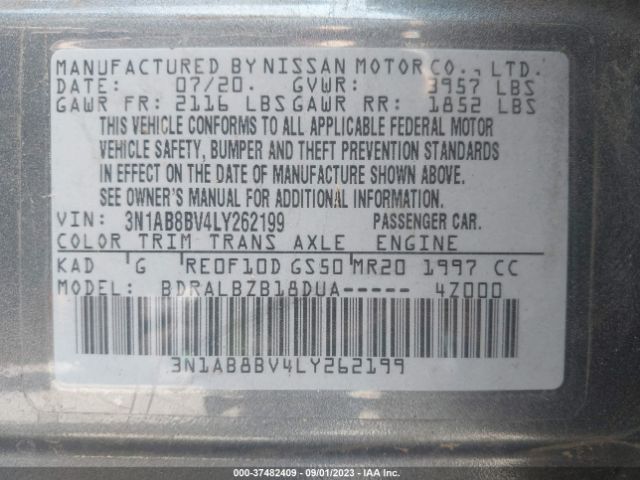 MANUFACTURED BY NISSAN MOTOR CO., LTD.
DATE: 07/20. GVWR: 3957 LBS
GAWR FR: 2116 LBS GAWR RR: 1852 LBS
THIS VEHICLE CONFORMS TO ALL APPLICABLE FEDERAL MOTOR
VEHICLE SAFETY, BUMPER AND THEFT PREVENTION STANDARDS
IN EFFECT ON THE DATE OF MANUFACTURE SHOWN ABOVE.
SEE OWNER'S MANUAL FOR ADDITIONAL INFORMATION.
VIN: 3N1AB8BV4LY262199 PASSENGER CAR.
COLOR TRIM TRANS AXLE ENGINE
KAD G RE0F10D GS50 MR20 1997 CC
MODEL: BDRALBZB18DUA----- 4Z000
3N1AB8BV4LY262199
000-37482409 - 09/01/2023 - IAA Inc.